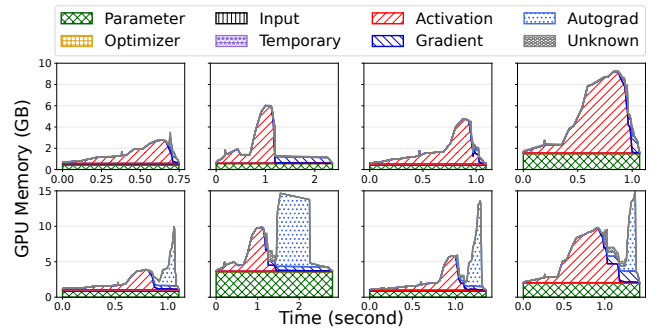 Parameter Input Activation Autograd
Optimizer Temporary Gradient Unknown
GPU Memory (GB)
10
8
6
4
2
0
0.00 0.25 0.50 0.75
0 1 2
0.0 0.5 1.0
0.0 0.5 1.0
15
10
5
0
0.0 0.5 1.0
0 1 2
0.0 0.5 1.0
0.0 0.5 1.0
Time (second)